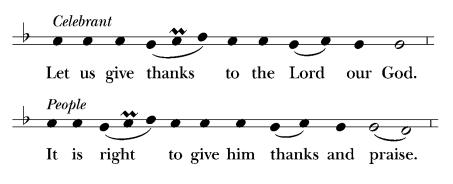 Celebrant
Let us give thanks to the Lord our God.
People
It is right to give him thanks and praise.